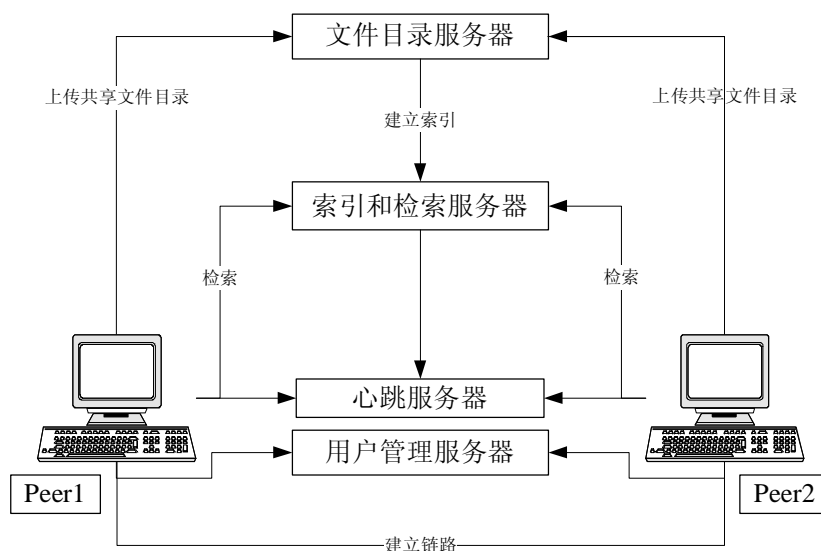 文件目录服务器
上传共享文件目录
上传共享文件目录
建立索引
索引和检索服务器
检索
检索
心跳服务器
用户管理服务器
Peer1
Peer2
建立链路